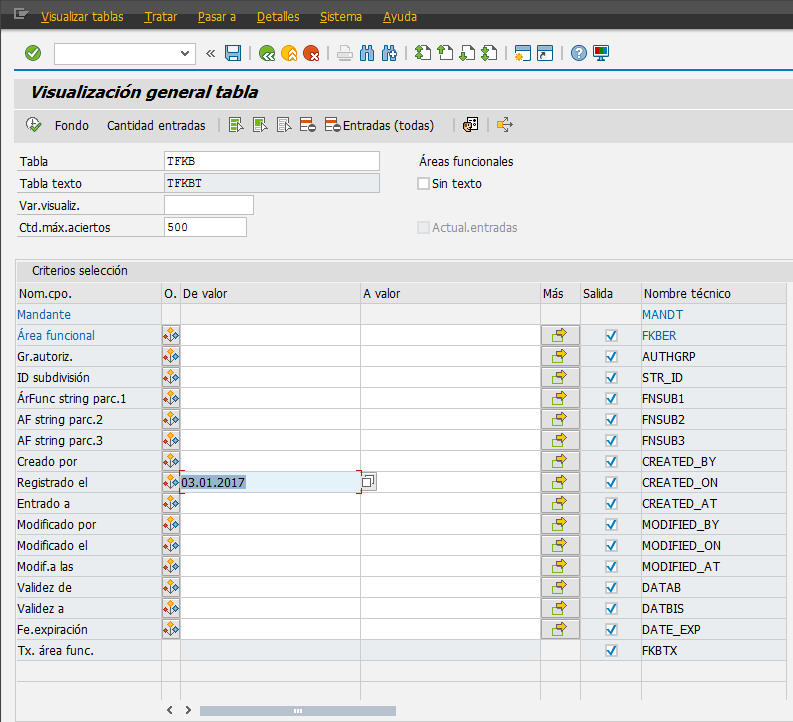 Visualizar tablas Tratar Pasar a Detalles Sistema Ayuda
Visualización general tabla
Fondo Cantidad entradas Entradas (todas)
Tabla TFKB Áreas funcionales
Tabla texto TFKBT Sin texto
Var.visualiz.
Ctd.máx.aciertos 500 Actual.entradas
Criterios selección
Nom.cpo. O. De valor A valor Más Salida Nombre técnico
Mandante MANDT
Área funcional FKBER
Gr.autoriz. AUTHGRP
ID subdivisión STR_ID
ÁrFunc string parc.1 FNSUB1
AF string parc.2 FNSUB2
AF string parc.3 FNSUB3
Creado por CREATED_BY
Registrado el 03.01.2017 CREATED_ON
Entrado a CREATED_AT
Modificado por MODIFIED_BY
Modificado el MODIFIED_ON
Modif.a las MODIFIED_AT
Validez de DATAB
Validez a DATBIS
Fe.expiración DATE_EXP
Tx. área func. FKBTX